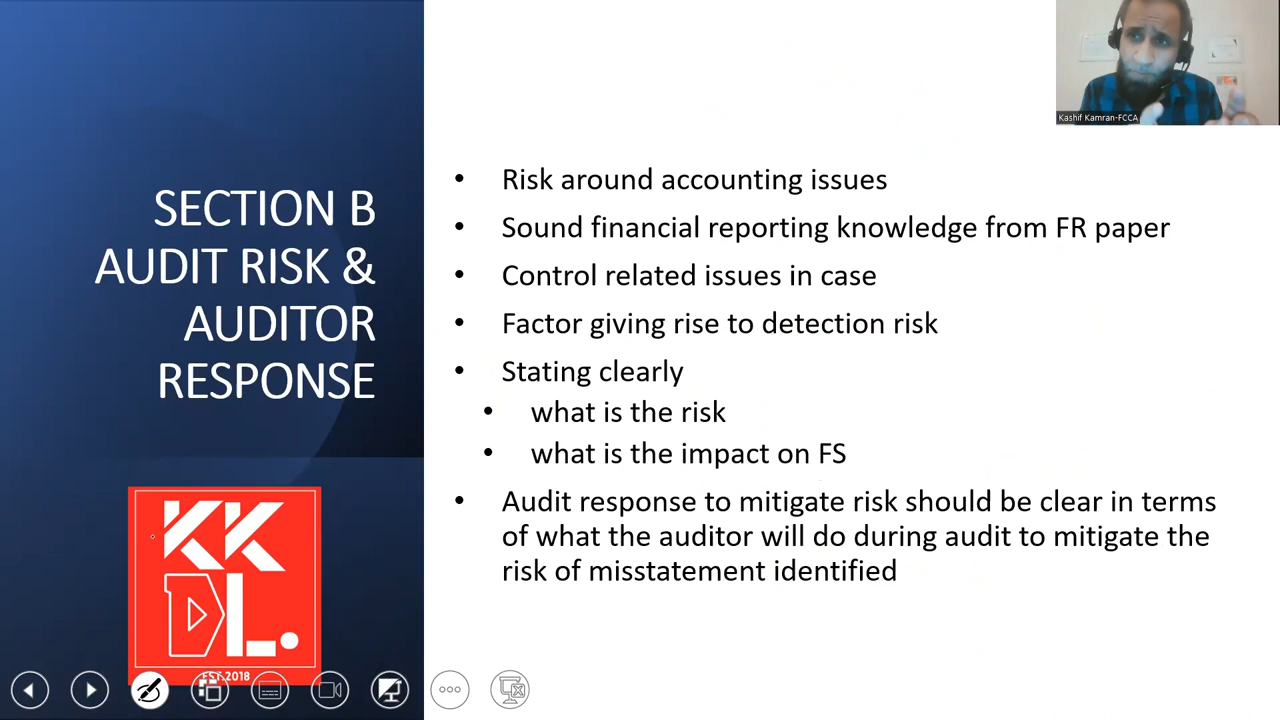 SECTION B
AUDIT RISK &
AUDITOR
RESPONSE
Kashif Kamran-FCCA
• Risk around accounting issues
• Sound financial reporting knowledge from FR paper
• Control related issues in case
• Factor giving rise to detection risk
• Stating clearly
• what is the risk
• what is the impact on FS
• Audit response to mitigate risk should be clear in terms
of what the auditor will do during audit to mitigate the
risk of misstatement identified
KK
DL.
EST.2018